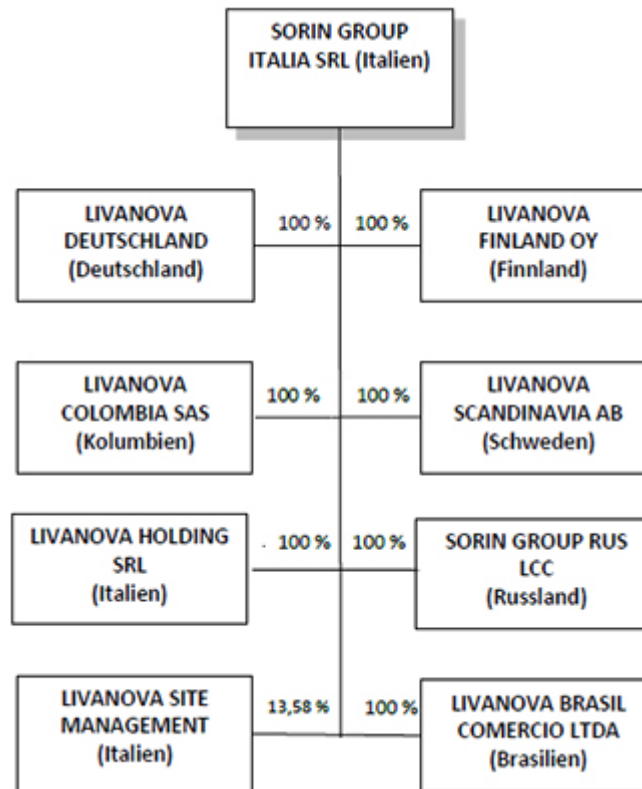 SORIN GROUP
ITALIA SRL (Italien)
LIVANOVA
DEUTSCHLAND
(Deutschland)
100 %
100 %
LIVANOVA
FINLAND OY
(Finnland)
LIVANOVA
COLOMBIA SAS
(Kolumbien)
100 %
100 %
LIVANOVA
SCANDINAVIA AB
(Schweden)
LIVANOVA HOLDING
SRL
(Italien)
. 100 %
100 %
SORIN GROUP RUS
LCC
(Russland)
LIVANOVA SITE
MANAGEMENT
(Italien)
13,58 %
100 %
LIVANOVA BRASIL
COMERCIO LTDA
(Brasilien)